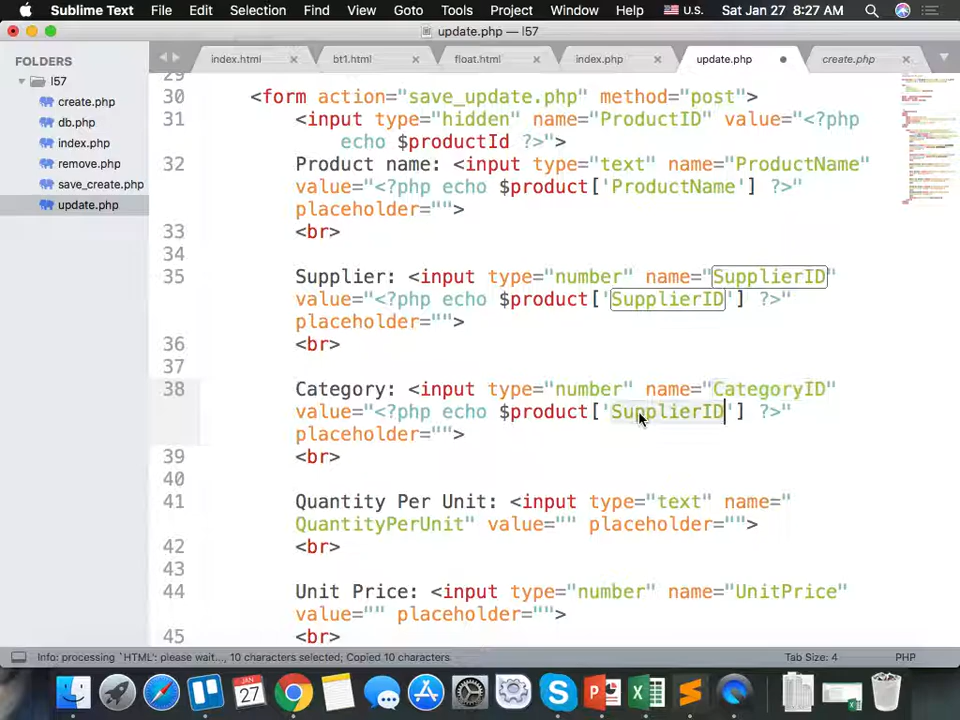 Sublime Text File Edit Selection Find View Goto Tools Project Window Help U.S. Sat Jan 27 8:27 AM
update.php — l57
FOLDERS
l57
create.php
db.php
index.php
remove.php
save_create.php
update.php
index.html bt1.html float.html index.php update.php create.php
29
30 <form action="save_update.php" method="post">
31 <input type="hidden" name="ProductID" value="<?php
echo $productId ?>">
32 Product name: <input type="text" name="ProductName"
value="<?php echo $product['ProductName'] ?>"
placeholder="">
33 <br>
34
35 Supplier: <input type="number" name="SupplierID"
value="<?php echo $product['SupplierID'] ?>"
placeholder="">
36 <br>
37
38 Category: <input type="number" name="CategoryID"
value="<?php echo $product['SupplierID'] ?>"
placeholder="">
39 <br>
40
41 Quantity Per Unit: <input type="text" name="
QuantityPerUnit" value="" placeholder="">
42 <br>
43
44 Unit Price: <input type="number" name="UnitPrice"
value="" placeholder="">
45 <br>
Info: processing `HTML': please wait..., 10 characters selected; Copied 10 characters
Tab Size: 4 PHP
JAN
27